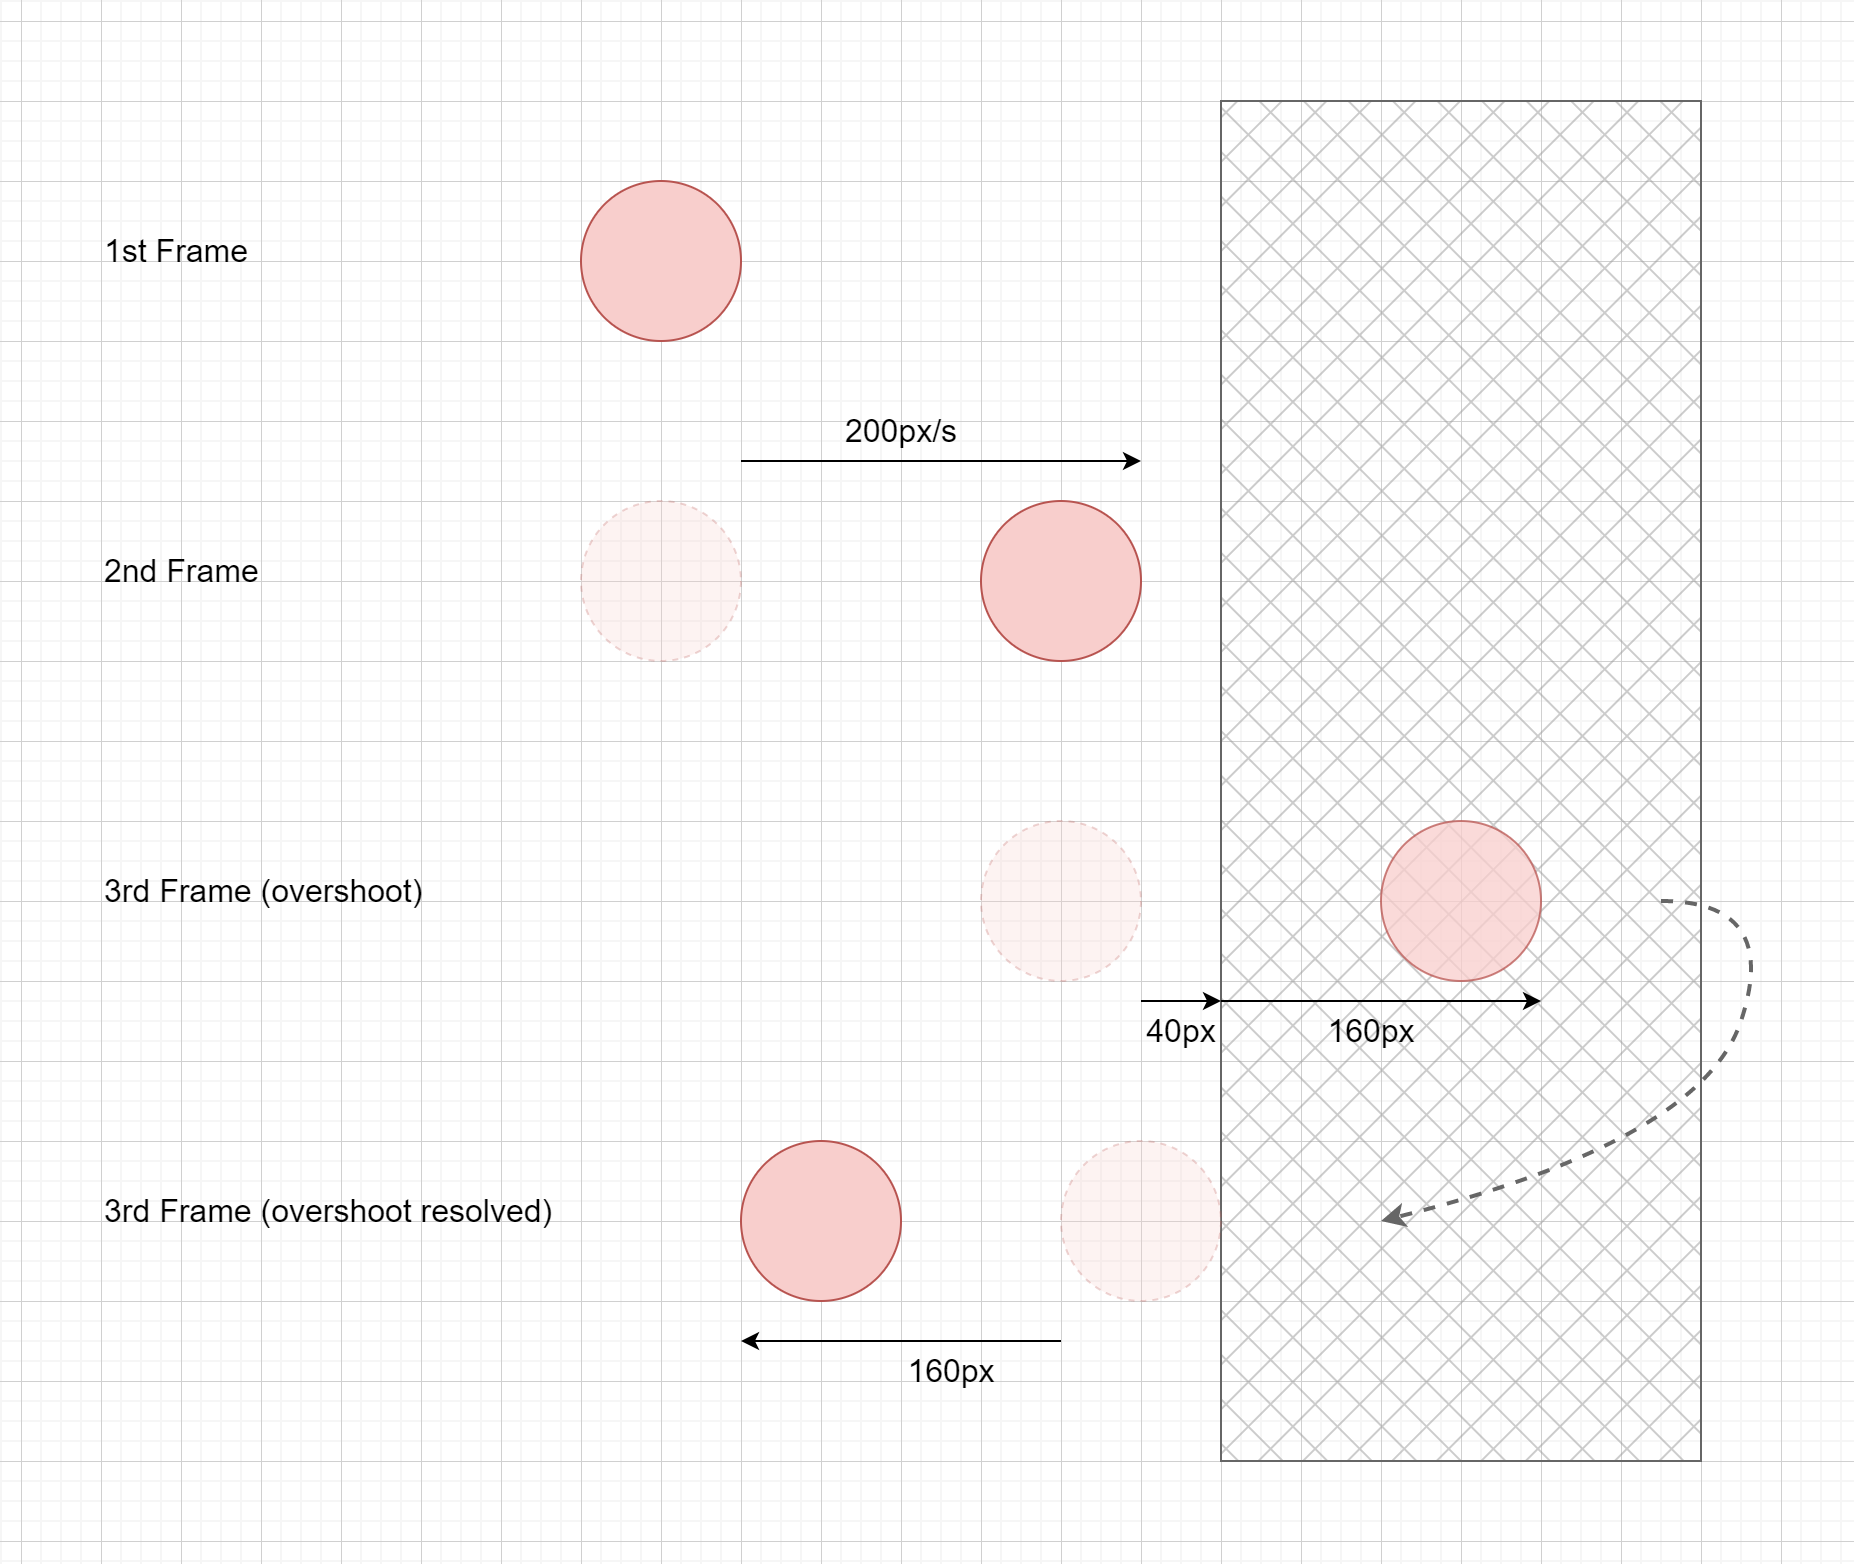 1st Frame
200px/s
2nd Frame
3rd Frame (overshoot)
40px
160px
3rd Frame (overshoot resolved)
160px